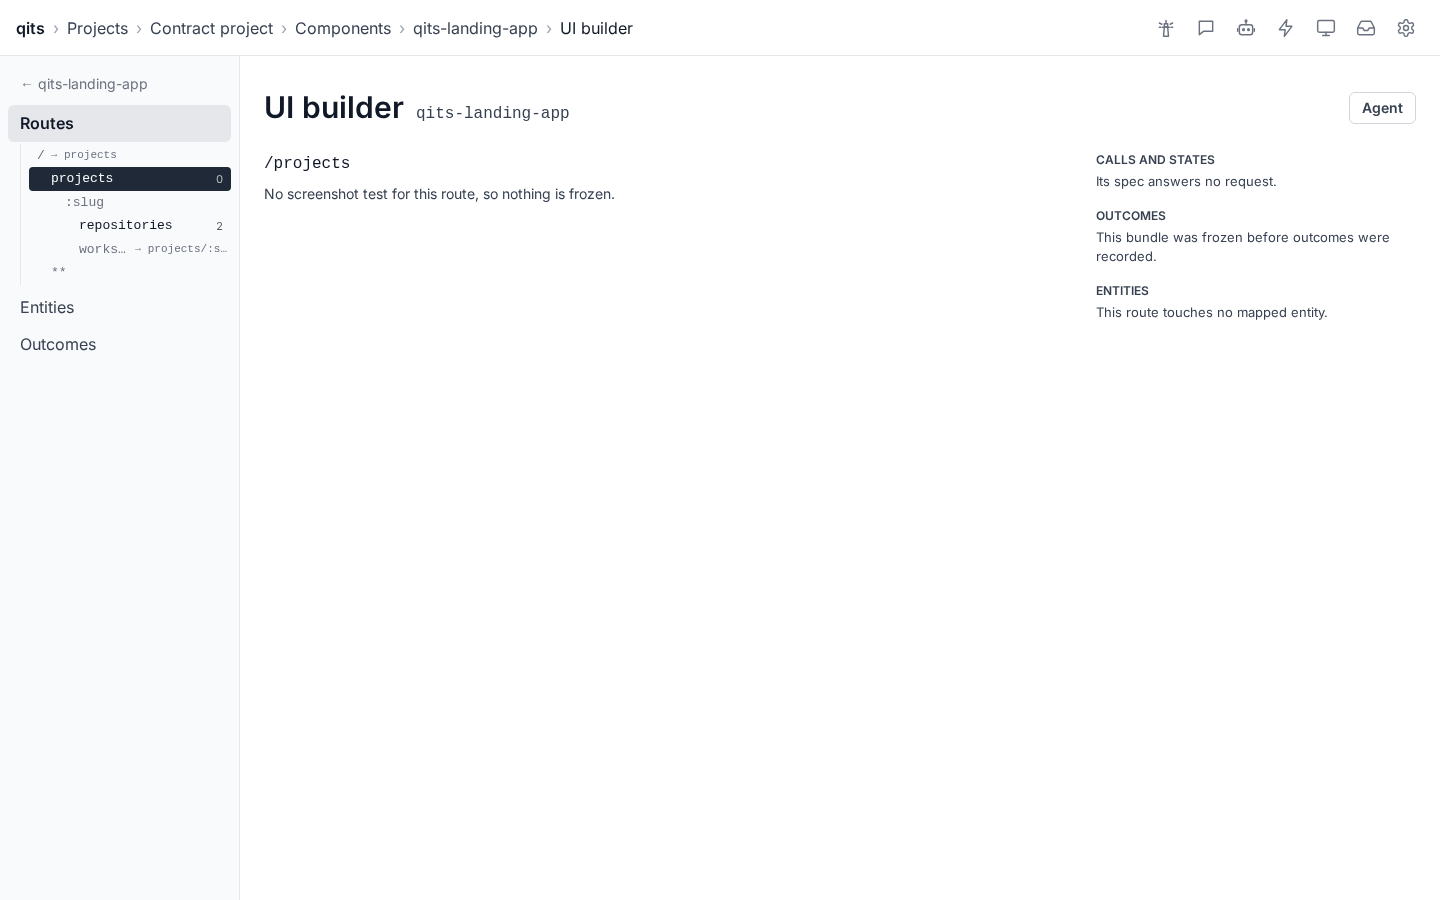 qits › Projects › Contract project › Components › qits-landing-app › UI builder
← qits-landing-app
Routes
/ → projects
projects 0
:slug
repositories 2
works… → projects/:s…
**
Entities
Outcomes
UI builder qits-landing-app
Agent
/projects
No screenshot test for this route, so nothing is frozen.
CALLS AND STATES
Its spec answers no request.
OUTCOMES
This bundle was frozen before outcomes were
recorded.
ENTITIES
This route touches no mapped entity.